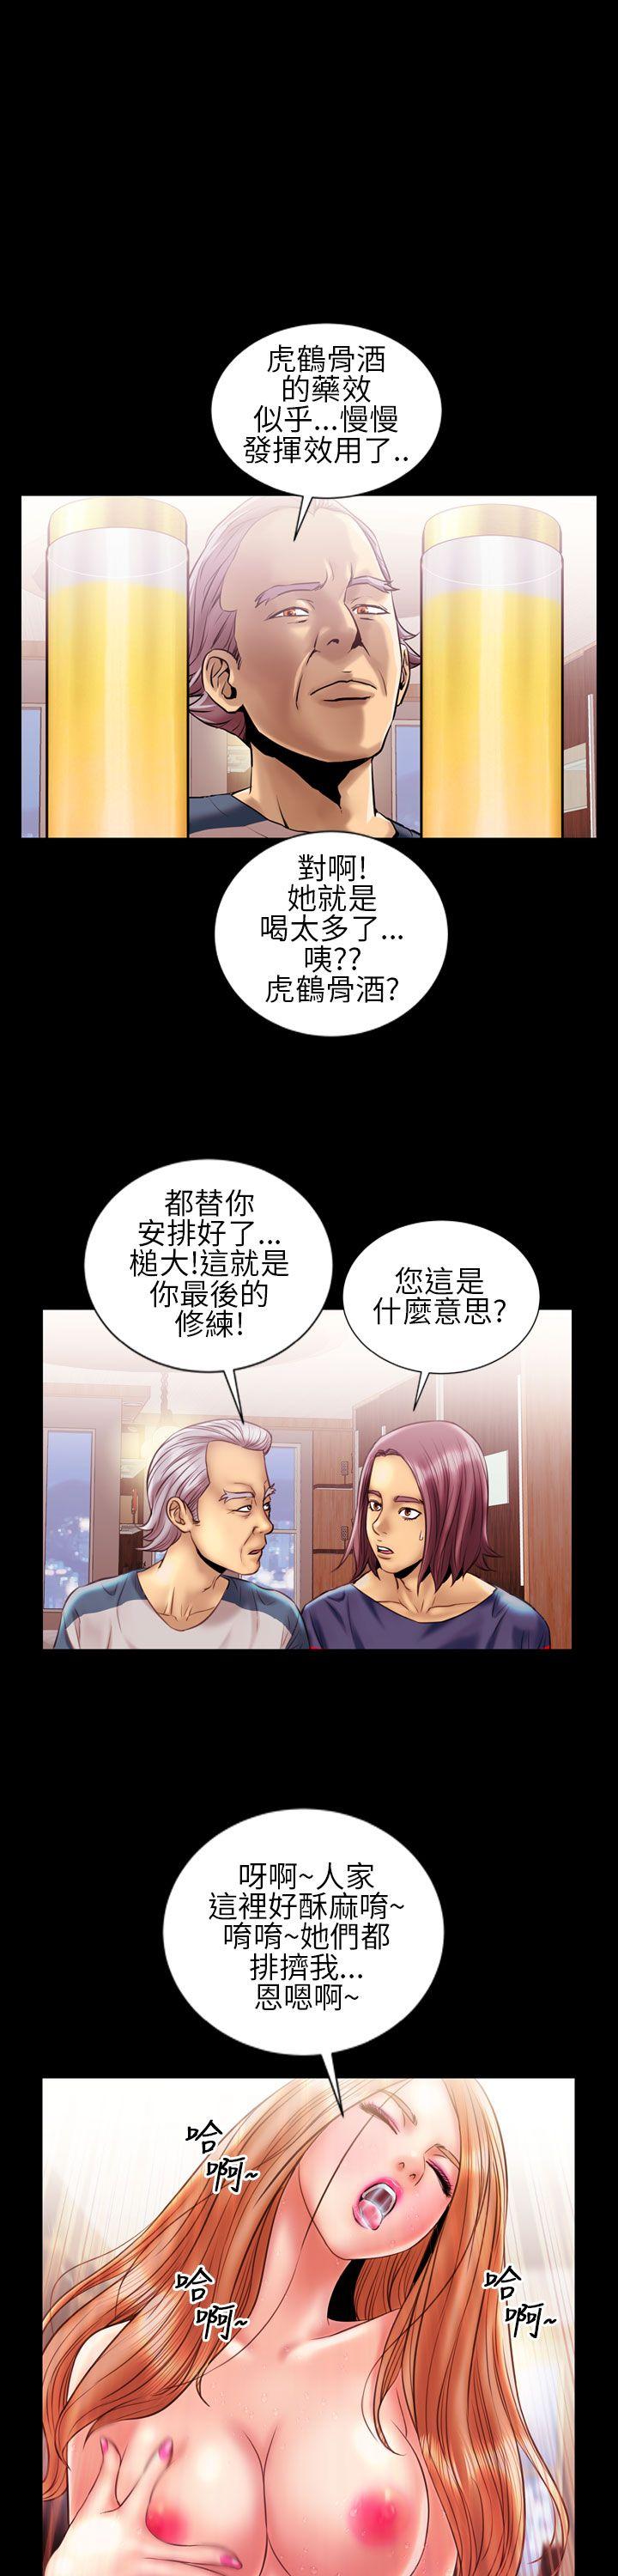 虎鶴骨酒
的藥效
似乎...慢慢
發揮效用了..
對啊!
她就是
喝太多了...
咦??
虎鶴骨酒?
都替你
安排好了...
槌大!這就是
你最後的
修練!
您這是
什麼意思?
呀啊~人家
這裡好酥麻唷~
唷唷~她們都
排擠我...
恩嗯啊~
哈
啊~
哈
啊~
哈
啊~